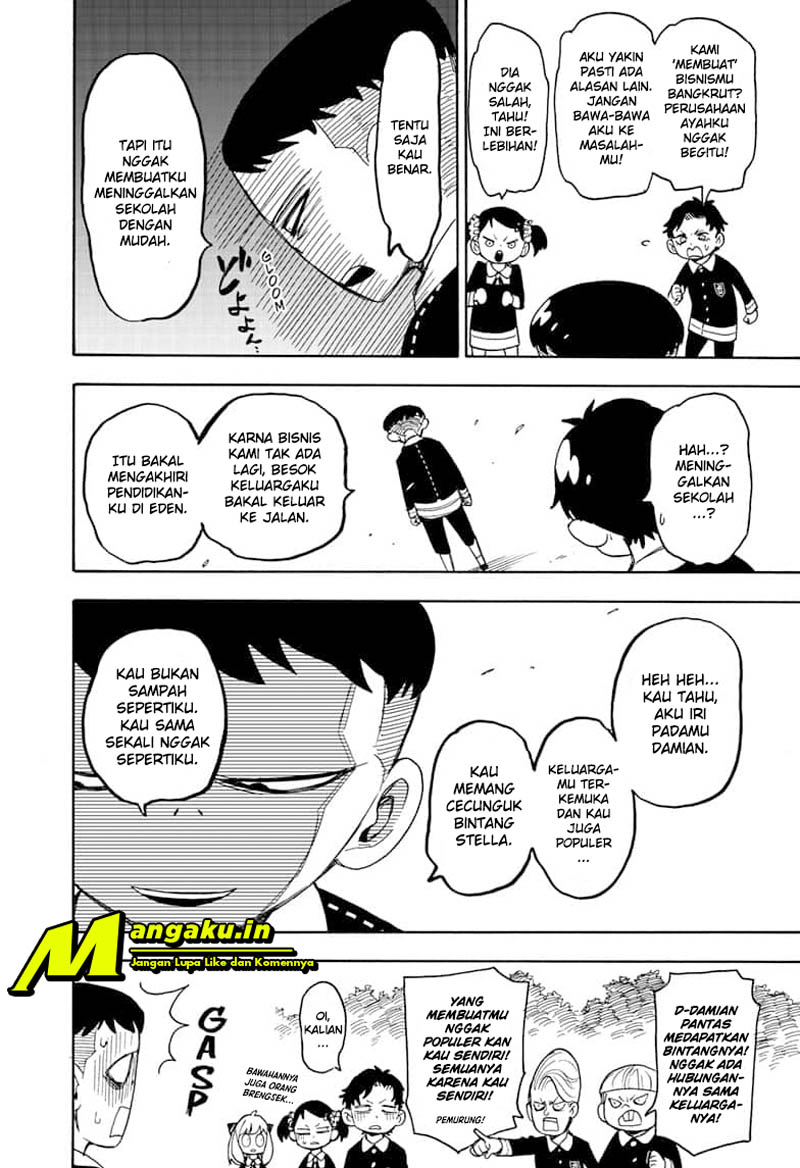 KAMI
'MEMBUAT'
BISNISMU
BANGKRUT?
PERUSAHAAN
AYAHKU
NGGAK
BEGITU!
AKU YAKIN
PASTI ADA
ALASAN LAIN.
JANGAN
BAWA-BAWA
AKU KE
MASALAH-
MU!
DIA
NGGAK
SALAH,
TAHU!
INI BER-
LEBIHAN!
TENTU
SAJA
KAU
BENAR.
TAPI ITU
NGGAK
MEMBUATKU
MENINGGALKAN
SEKOLAH
DENGAN
MUDAH.
GLOOM
どよよん…
HAH...?
MENING-
GALKAN
SEKOLAH
...?
KARNA BISNIS
KAMI TAK ADA
LAGI, BESOK
KELUARGAKU
BAKAL KELUAR
KE JALAN.
ITU BAKAL
MENGAKHIRI
PENDIDIKAN-
KU DI EDEN.
HEH HEH...
KAU TAHU,
AKU IRI
PADAMU
DAMIAN.
KELUARGA-
MU TER-
KEMUKA
DAN KAU
JUGA
POPULER
...
KAU
MEMANG
CECUNGUK
BINTANG
STELLA.
KAU BUKAN
SAMPAH
SEPERTIKU.
KAU SAMA
SEKALI NGGAK
SEPERTIKU.
Mangaku.in
Jangan Lupa Like dan Komennya
D-DAMIAN
PANTAS
MEDAPATKAN
BINTANGNYA!
NGGAK ADA
HUBUNGAN-
NYA SAMA
KELUARGA-
NYA!
YANG
MEMBUATMU
NGGAK
POPULER KAN
KAU SENDIRI!
SEMUANYA
KARENA KAU
SENDIRI!
PEMURUNG!
OI,
KALIAN
...
BAWAHANNYA
JUGA ORANG
BRENGSEK...
GASP